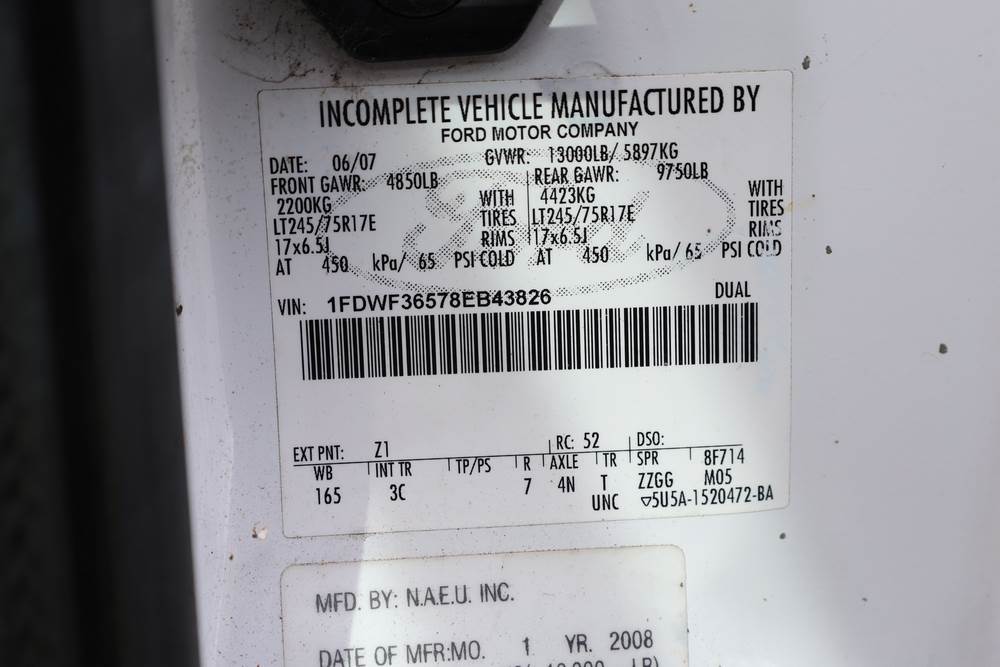 INCOMPLETE VEHICLE MANUFACTURED BY
FORD MOTOR COMPANY
DATE: 06/07 GVWR: 13000LB/ 5897KG
FRONT GAWR: 4850LB REAR GAWR: 9750LB
2200KG WITH 4423KG WITH
LT245/75R17E TIRES LT245/75R17E TIRES
17x6.5J RIMS 17x6.5J RIMS
AT 450 kPa/ 65 PSI COLD AT 450 kPa/ 65 PSI COLD
VIN: 1FDWF36578EB43826 DUAL
EXT PNT: Z1 RC: 52 DSO:
WB INT TR TP/PS R AXLE TR SPR 8F714
165 3C 7 4N T ZZGG M05
UNC ▽5U5A-1520472-BA
MFD. BY: N.A.E.U. INC.
DATE OF MFR:MO. 1 YR. 2008